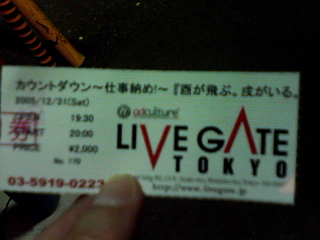 カウントダウン～仕事納め!～『酉が飛ぶ。戌がいる。
2005/12/31(Sat)
OPEN 19:30
START 20:00
PRICE ¥2,000
No. 170
adculture
LIVE GATE
TOKYO
03-5919-0223
http://www.livegate.jp